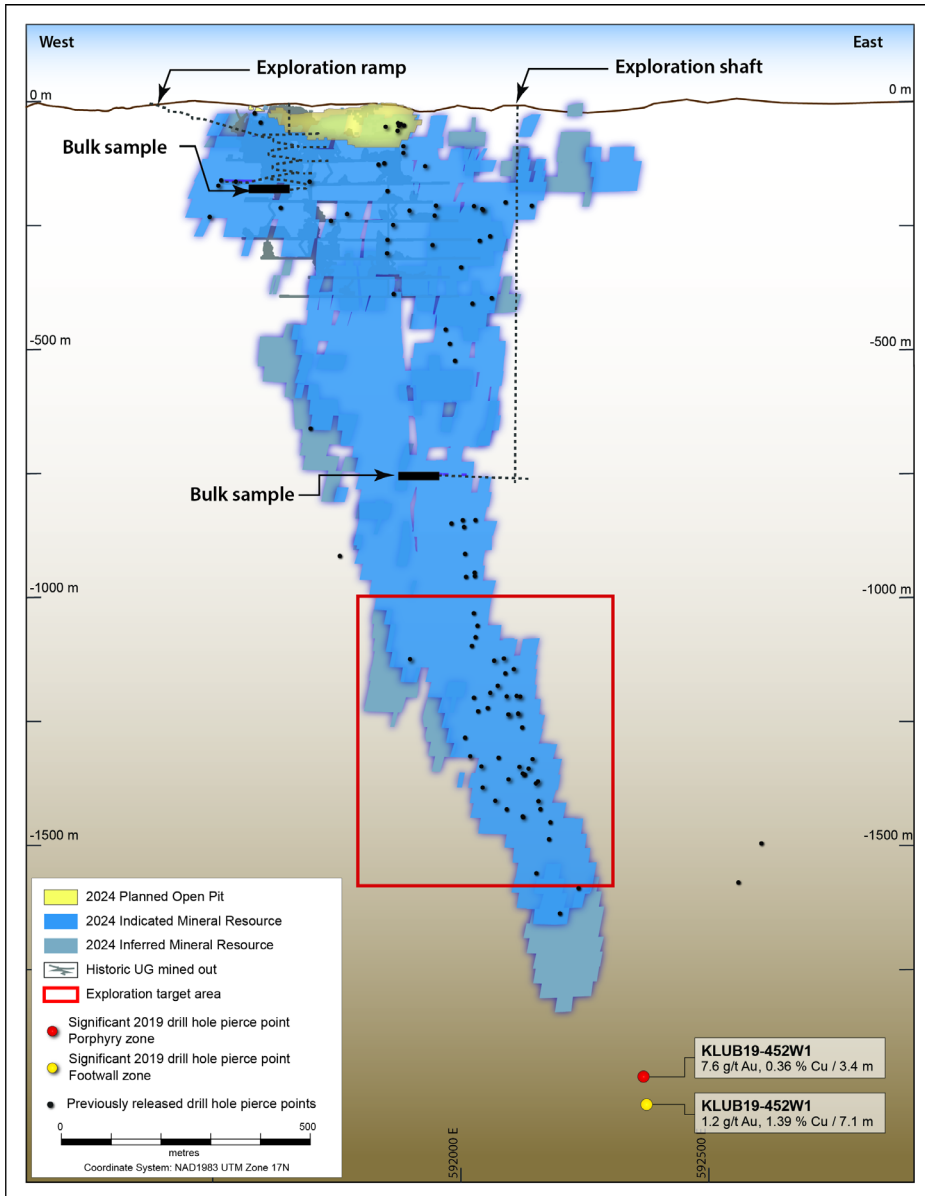 West
East
Exploration ramp
Exploration shaft
0 m
0 m
Bulk sample
-500 m
-500 m
Bulk sample
-1000 m
-1000 m
-1500 m
-1500 m
2024 Planned Open Pit
2024 Indicated Mineral Resource
2024 Inferred Mineral Resource
Historic UG mined out
Exploration target area
Significant 2019 drill hole pierce point
Porphyry zone
Significant 2019 drill hole pierce point
Footwall zone
Previously released drill hole pierce points
0
500
metres
Coordinate System: NAD1983 UTM Zone 17N
KLUB19-452W1
7.6 g/t Au, 0.36 % Cu / 3.4 m
KLUB19-452W1
1.2 g/t Au, 1.39 % Cu / 7.1 m
592000 E
592500 E